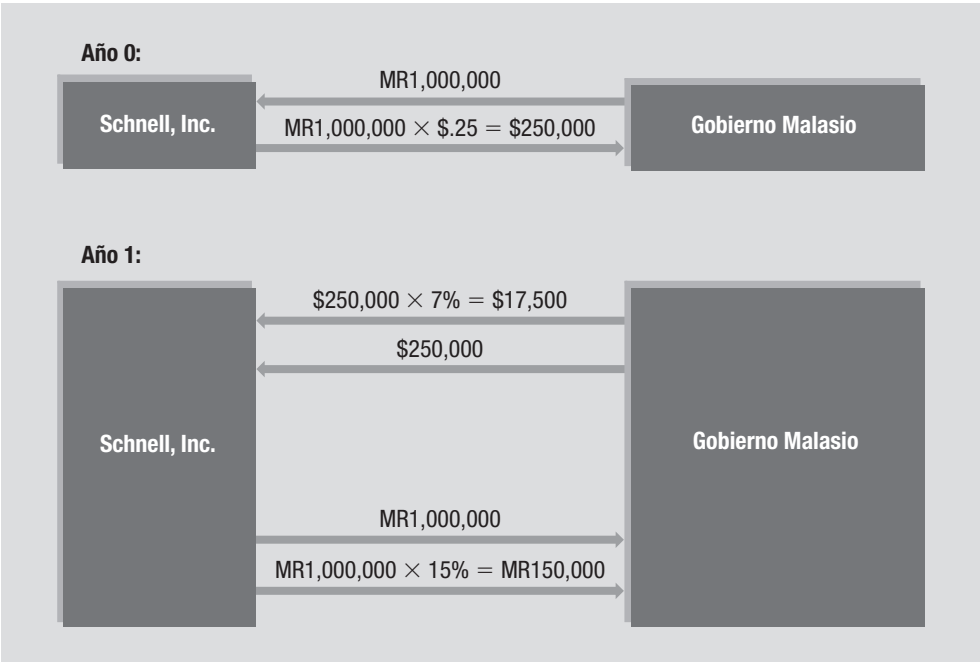 Año 0:
MR1,000,000
Schnell, Inc.
MR1,000,000 × $.25 = $250,000
Gobierno Malasio
Año 1:
$250,000 × 7% = $17,500
$250,000
Schnell, Inc.
Gobierno Malasio
MR1,000,000
MR1,000,000 × 15% = MR150,000